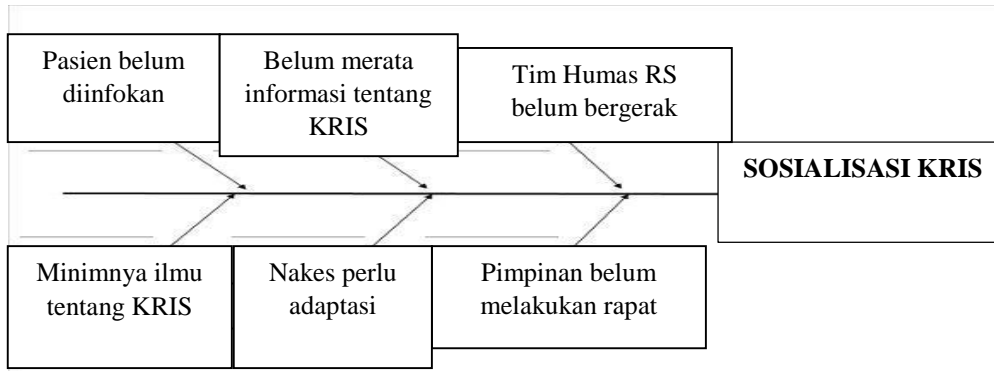 Pasien belum
diinfokan
Belum merata
informasi tentang
KRIS
Tim Humas RS
belum bergerak
SOSIALISASI KRIS
Minimnya ilmu
tentang KRIS
Nakes perlu
adaptasi
Pimpinan belum
melakukan rapat